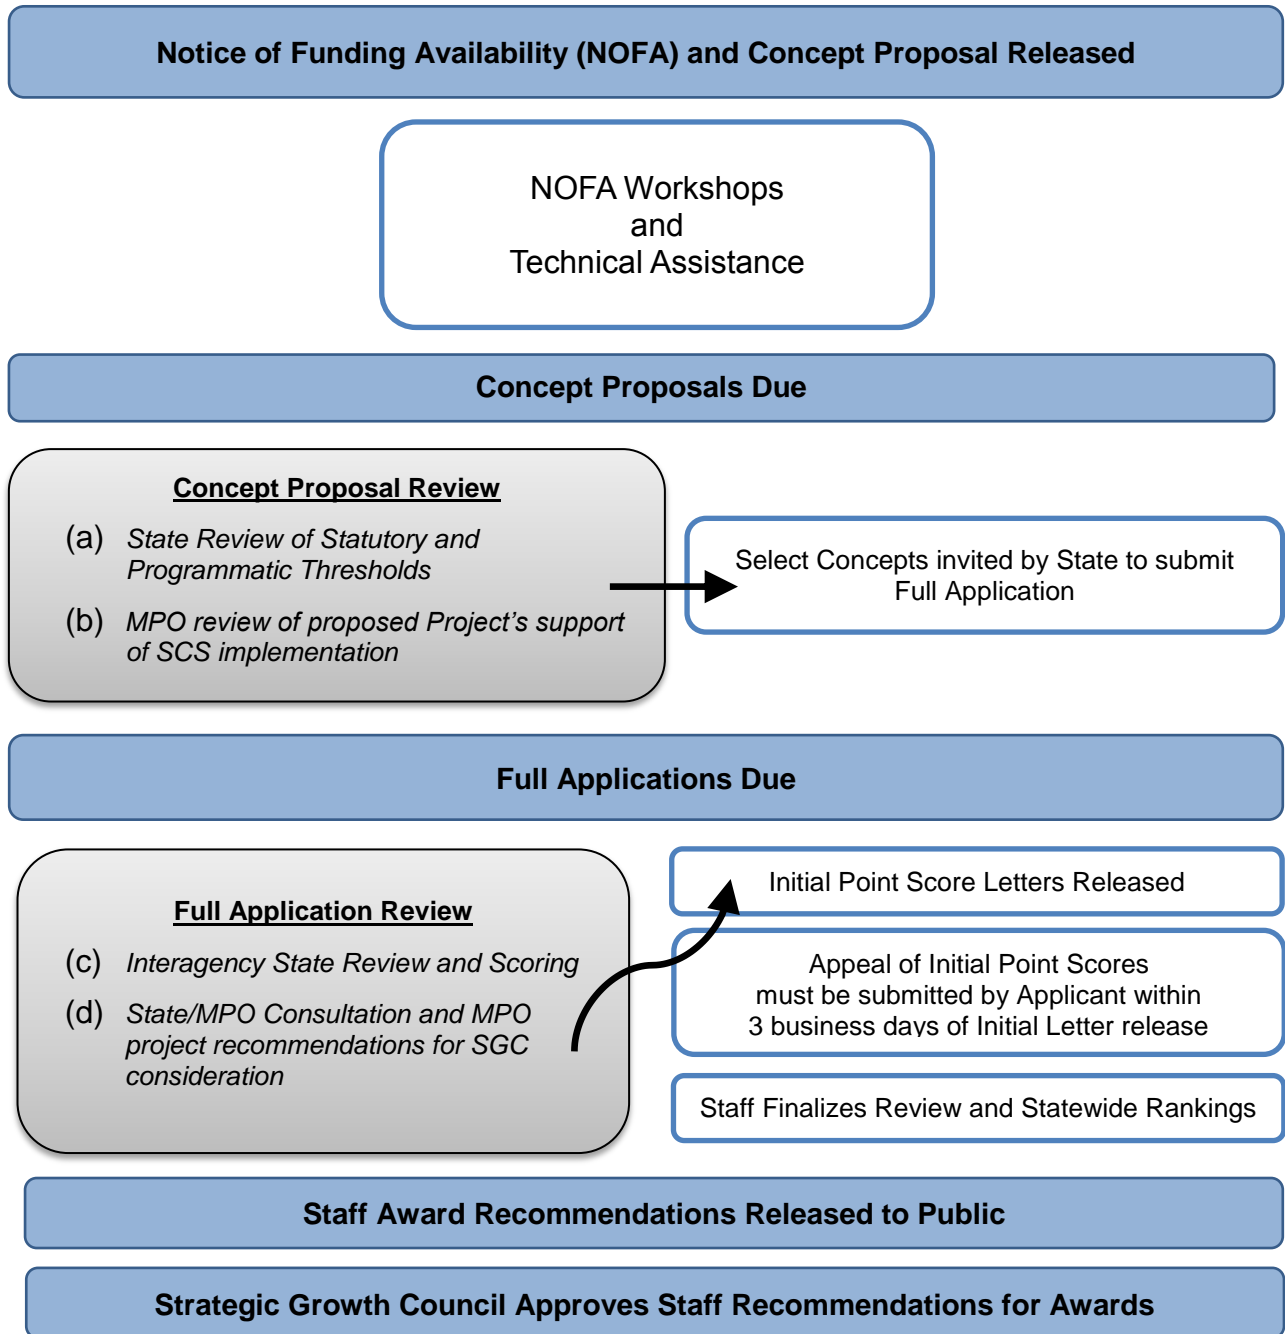 Notice of Funding Availability (NOFA) and Concept Proposal Released
NOFA Workshops
and
Technical Assistance
Concept Proposals Due
Concept Proposal Review
(a) State Review of Statutory and
Programmatic Thresholds
(b) MPO review of proposed Project’s support
of SCS implementation
Select Concepts invited by State to submit
Full Application
Full Applications Due
Full Application Review
(c) Interagency State Review and Scoring
(d) State/MPO Consultation and MPO
project recommendations for SGC
consideration
Initial Point Score Letters Released
Appeal of Initial Point Scores
must be submitted by Applicant within
3 business days of Initial Letter release
Staff Finalizes Review and Statewide Rankings
Staff Award Recommendations Released to Public
Strategic Growth Council Approves Staff Recommendations for Awards